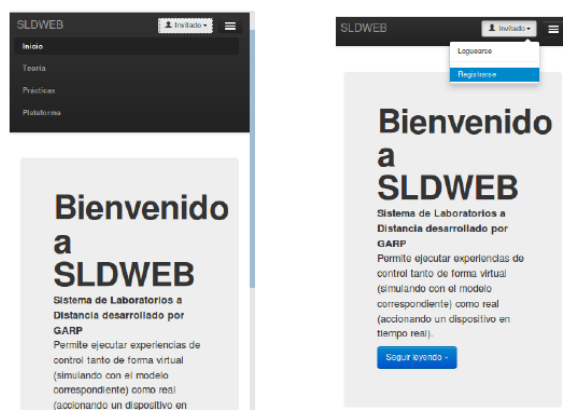 SLDWEB
Invitado
Inicio
Teoría
Prácticas
Plataforma
Bienvenido
a
SLDWEB
Sistema de Laboratorios a
Distancia desarrollado por
GARP
Permite ejecutar experiencias de
control tanto de forma virtual
(simulando con el modelo
correspondiente) como real
(accionando un dispositivo en
SLDWEB
Invitado
Loguearse
Registrarse
Bienvenido
a
SLDWEB
Sistema de Laboratorios a
Distancia desarrollado por
GARP
Permite ejecutar experiencias de
control tanto de forma virtual
(simulando con el modelo
correspondiente) como real
(accionando un dispositivo en
tiempo real).
Seguir leyendo »